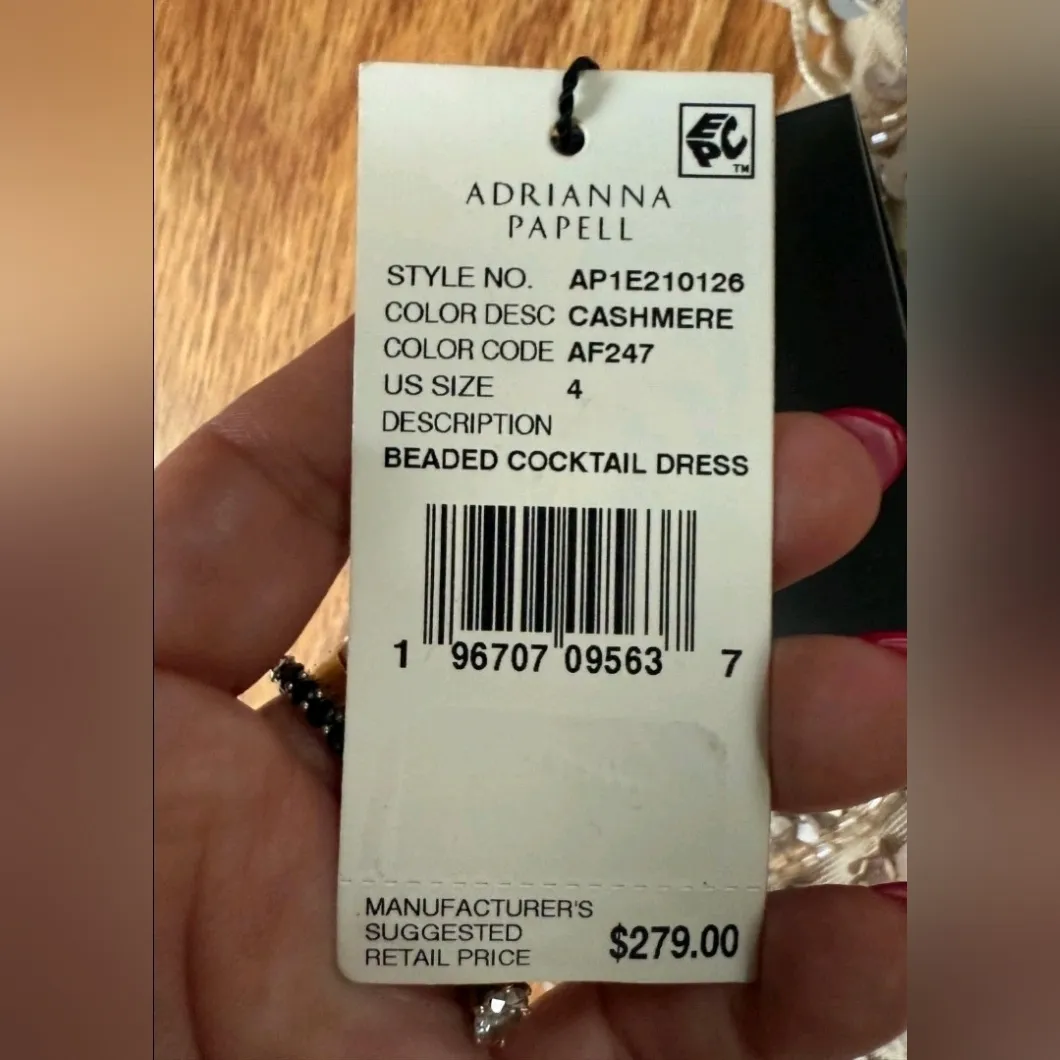 EPC
TM
ADRIANNA
PAPELL
STYLE NO. AP1E210126
COLOR DESC CASHMERE
COLOR CODE AF247
US SIZE 4
DESCRIPTION
BEADED COCKTAIL DRESS
1 96707 09563 7
MANUFACTURER'S
SUGGESTED
RETAIL PRICE $279.00